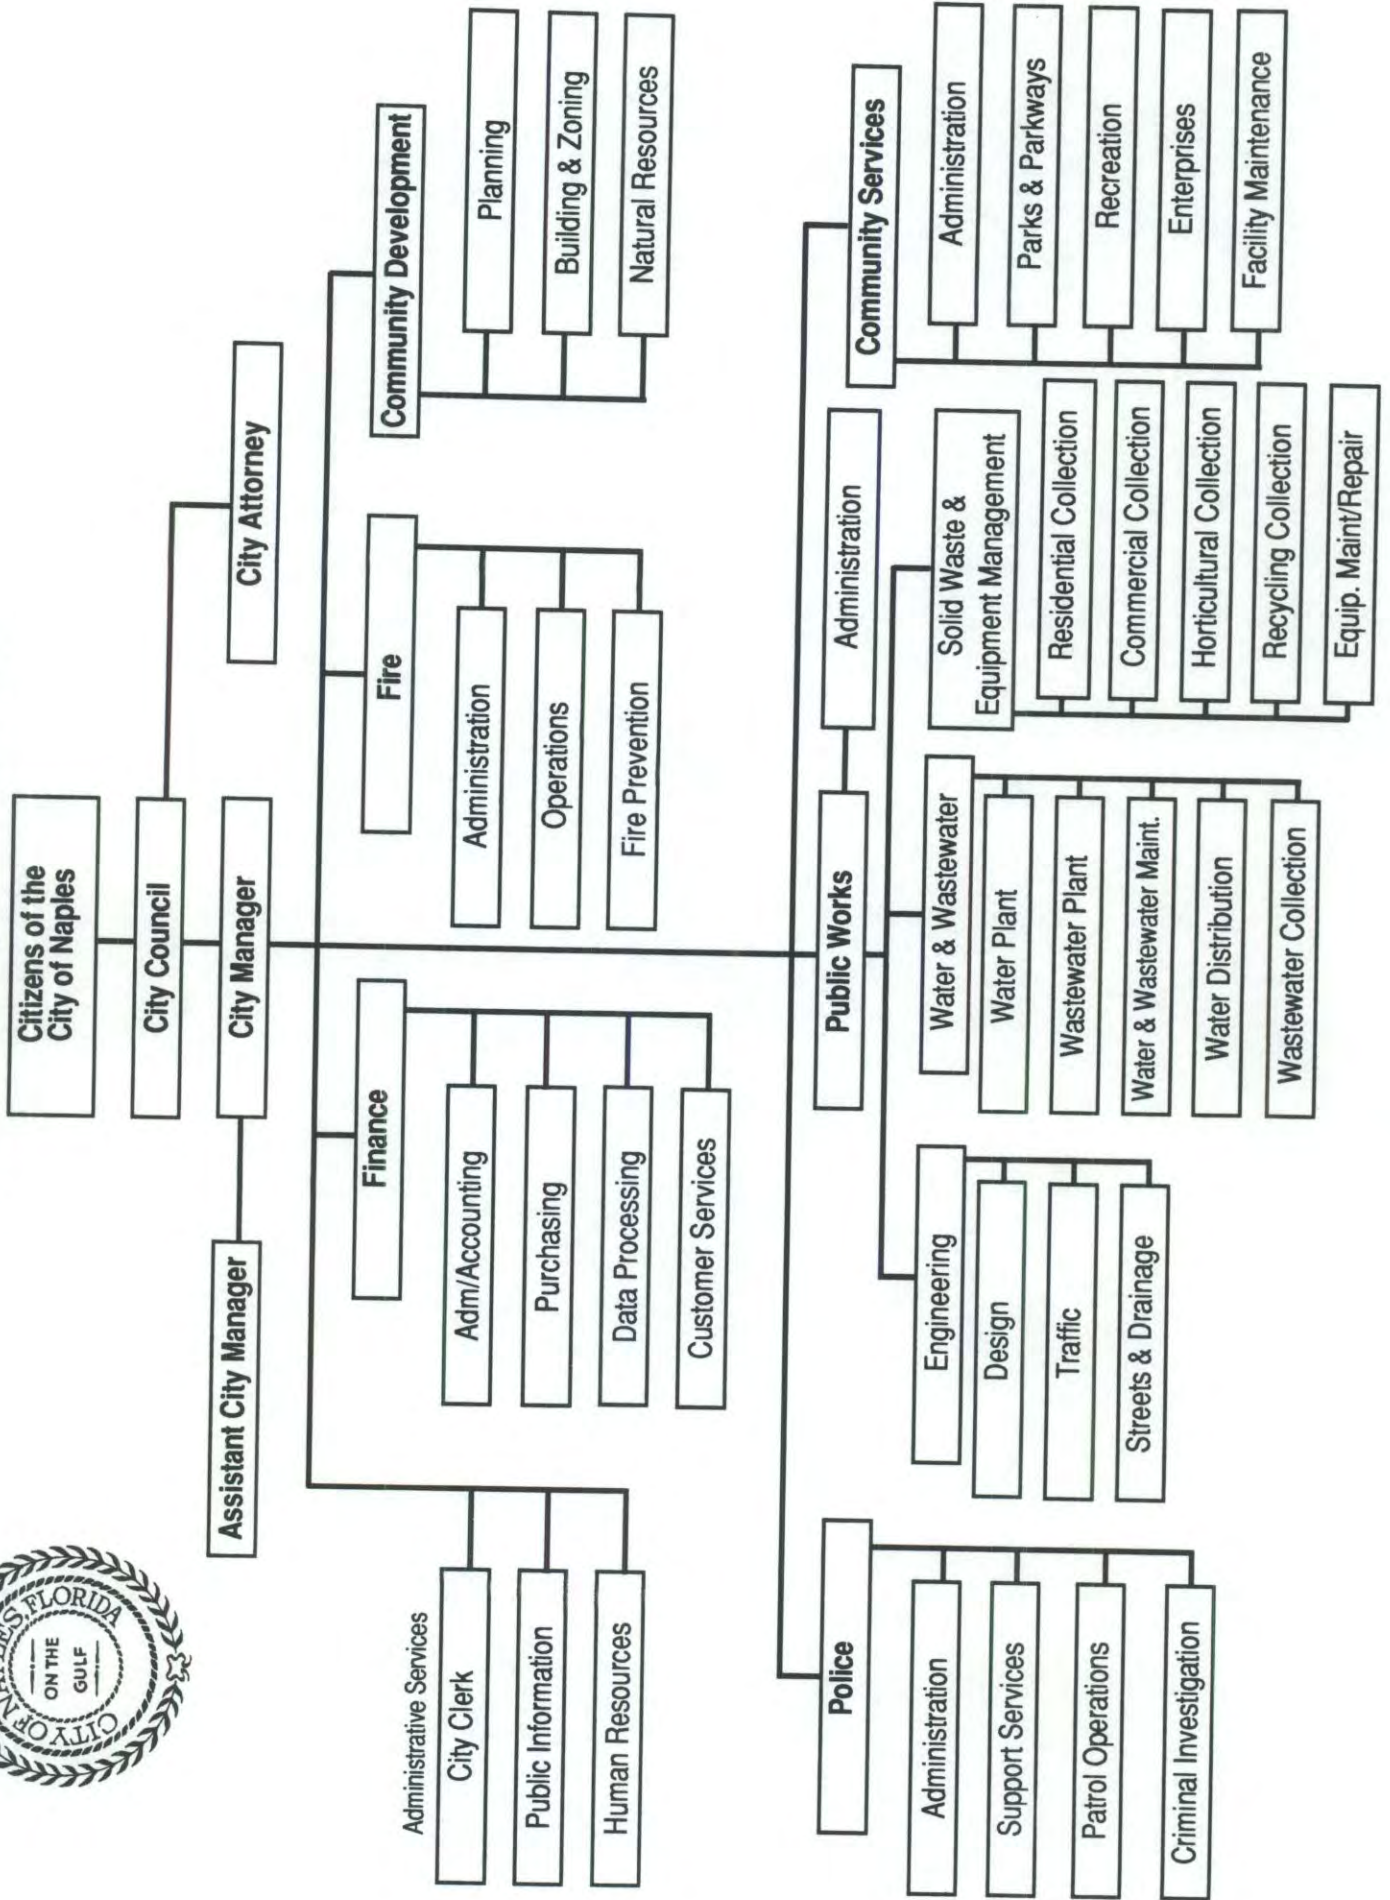 CITY OF NAPLES, FLORIDA
ON THE
GULF
Citizens of the
City of Naples
City Council
City Attorney
City Manager
Assistant City Manager
Administrative Services
City Clerk
Public Information
Human Resources
Finance
Adm/Accounting
Purchasing
Data Processing
Customer Services
Fire
Administration
Operations
Fire Prevention
Community Development
Planning
Building & Zoning
Natural Resources
Police
Administration
Support Services
Patrol Operations
Criminal Investigation
Public Works
Administration
Engineering
Design
Traffic
Streets & Drainage
Water & Wastewater
Water Plant
Wastewater Plant
Water & Wastewater Maint.
Water Distribution
Wastewater Collection
Solid Waste &
Equipment Management
Residential Collection
Commercial Collection
Horticultural Collection
Recycling Collection
Equip. Maint/Repair
Community Services
Administration
Parks & Parkways
Recreation
Enterprises
Facility Maintenance